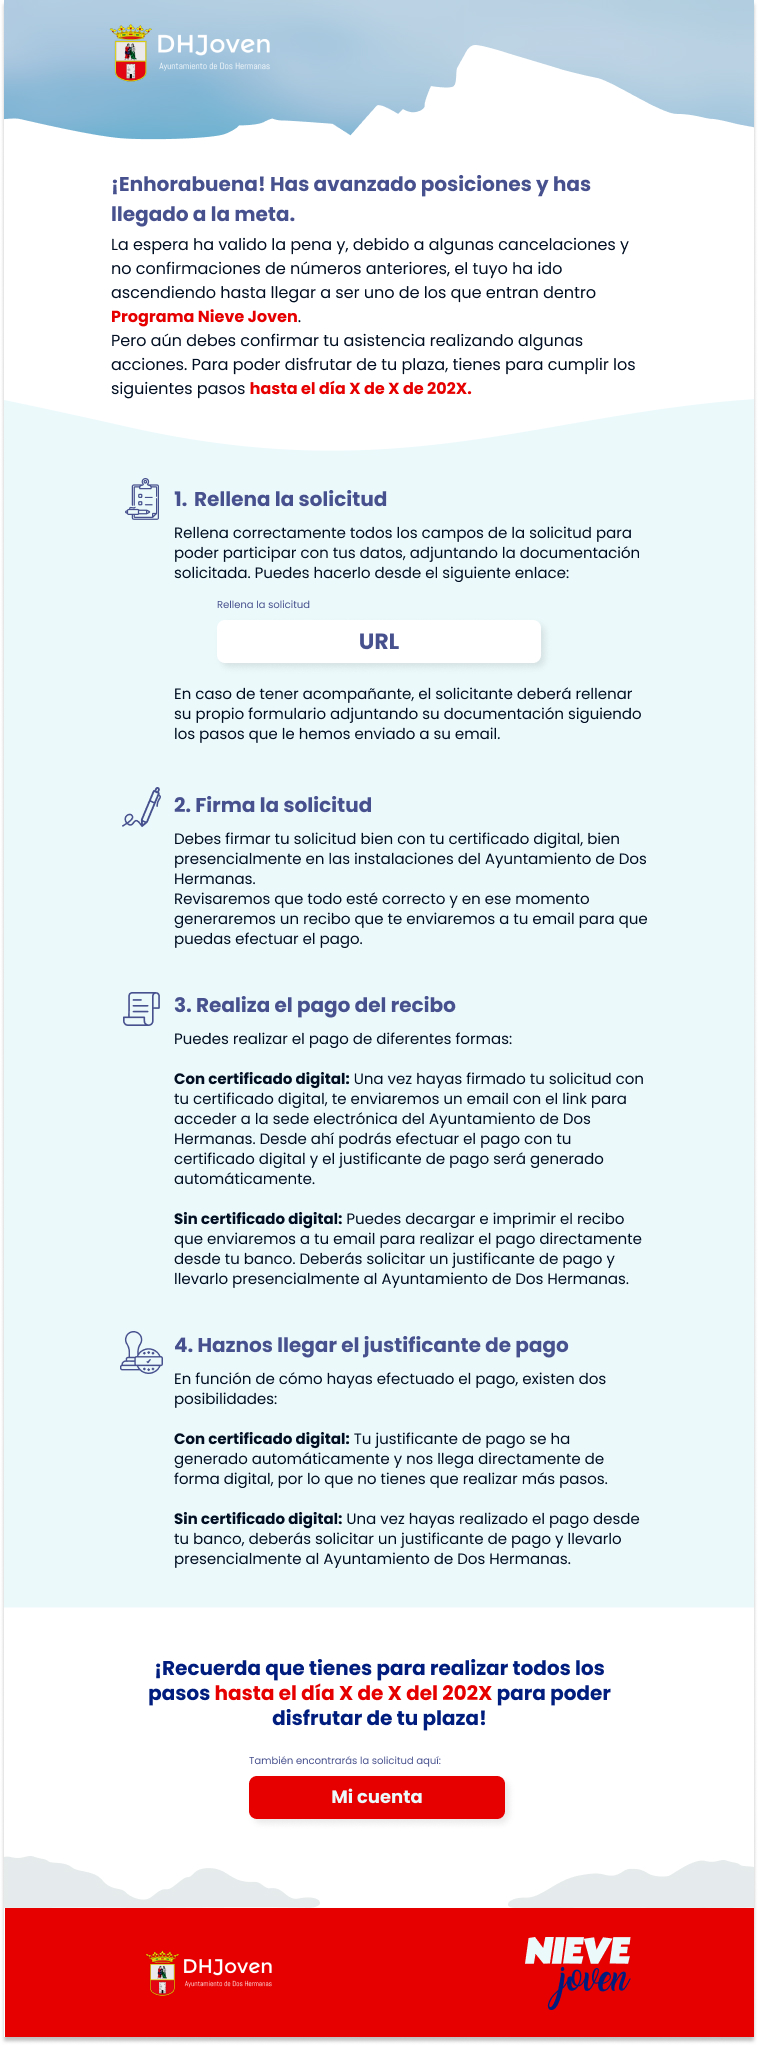 DHJoven
Ayuntamiento de Dos Hermanas
¡Enhorabuena! Has avanzado posiciones y has
llegado a la meta.
La espera ha valido la pena y, debido a algunas cancelaciones y
no confirmaciones de números anteriores, el tuyo ha ido
ascendiendo hasta llegar a ser uno de los que entran dentro
Programa Nieve Joven.
Pero aún debes confirmar tu asistencia realizando algunas
acciones. Para poder disfrutar de tu plaza, tienes para cumplir los
siguientes pasos hasta el día X de X de 202X.
1. Rellena la solicitud
Rellena correctamente todos los campos de la solicitud para
poder participar con tus datos, adjuntando la documentación
solicitada. Puedes hacerlo desde el siguiente enlace:
Rellena la solicitud
URL
En caso de tener acompañante, el solicitante deberá rellenar
su propio formulario adjuntando su documentación siguiendo
los pasos que le hemos enviado a su email.
2. Firma la solicitud
Debes firmar tu solicitud bien con tu certificado digital, bien
presencialmente en las instalaciones del Ayuntamiento de Dos
Hermanas.
Revisaremos que todo esté correcto y en ese momento
generaremos un recibo que te enviaremos a tu email para que
puedas efectuar el pago.
3. Realiza el pago del recibo
Puedes realizar el pago de diferentes formas:
Con certificado digital: Una vez hayas firmado tu solicitud con
tu certificado digital, te enviaremos un email con el link para
acceder a la sede electrónica del Ayuntamiento de Dos
Hermanas. Desde ahí podrás efectuar el pago con tu
certificado digital y el justificante de pago será generado
automáticamente.
Sin certificado digital: Puedes decargar e imprimir el recibo
que enviaremos a tu email para realizar el pago directamente
desde tu banco. Deberás solicitar un justificante de pago y
llevarlo presencialmente al Ayuntamiento de Dos Hermanas.
4. Haznos llegar el justificante de pago
En función de cómo hayas efectuado el pago, existen dos
posibilidades:
Con certificado digital: Tu justificante de pago se ha
generado automáticamente y nos llega directamente de
forma digital, por lo que no tienes que realizar más pasos.
Sin certificado digital: Una vez hayas realizado el pago desde
tu banco, deberás solicitar un justificante de pago y llevarlo
presencialmente al Ayuntamiento de Dos Hermanas.
¡Recuerda que tienes para realizar todos los
pasos hasta el día X de X del 202X para poder
disfrutar de tu plaza!
También encontrarás la solicitud aquí:
Mi cuenta
DHJoven
Ayuntamiento de Dos Hermanas
NIEVE
joven